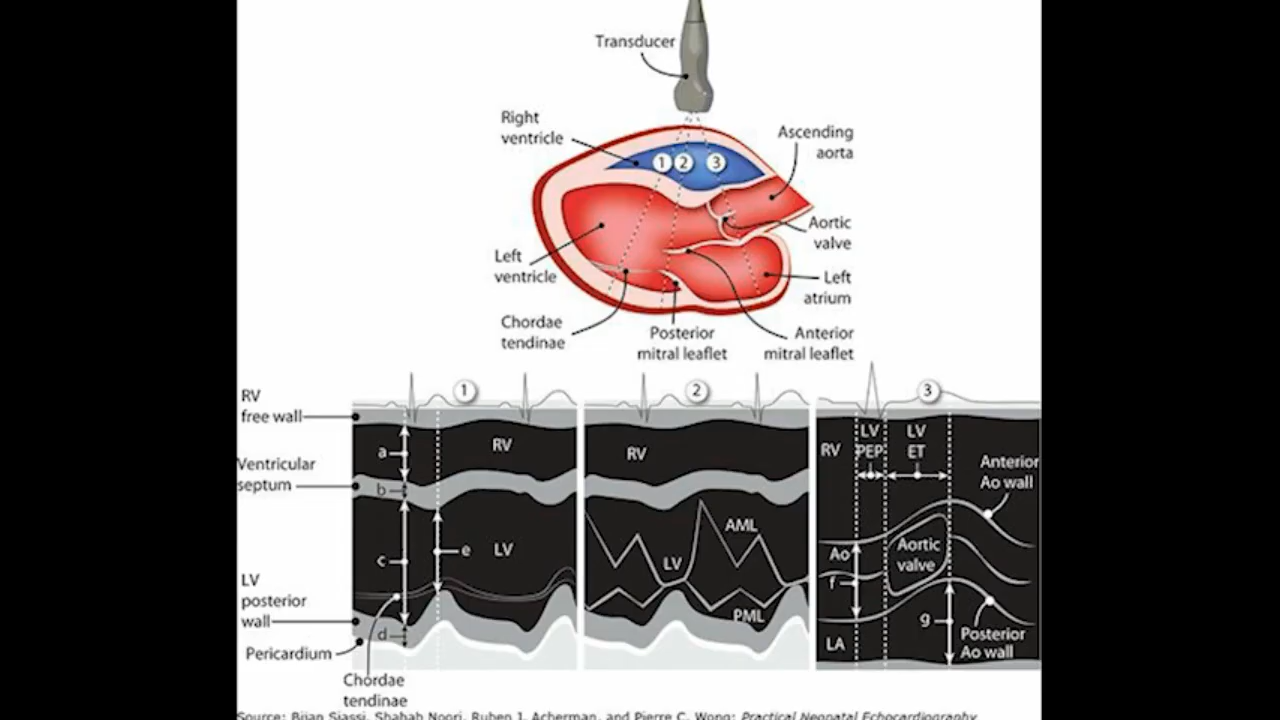 Transducer
Right
ventricle
Ascending
aorta
1 2 3
Aortic
valve
Left
ventricle
Left
atrium
Chordae
tendinae
Posterior
mitral leaflet
Anterior
mitral leaflet
RV
free wall
Ventricular
septum
LV
posterior
wall
Pericardium
Chordae
tendinae
1
a
RV
b
c
e
LV
d
2
RV
AML
LV
PML
3
RV
LV
PEP
LV
ET
Anterior
Ao wall
Ao
Aortic
valve
f
g
LA
Posterior
Ao wall
Source: Bijan Siassi, Shahab Noori, Ruben J. Acherman, and Pierre C. Wong: Practical Neonatal Echocardiography